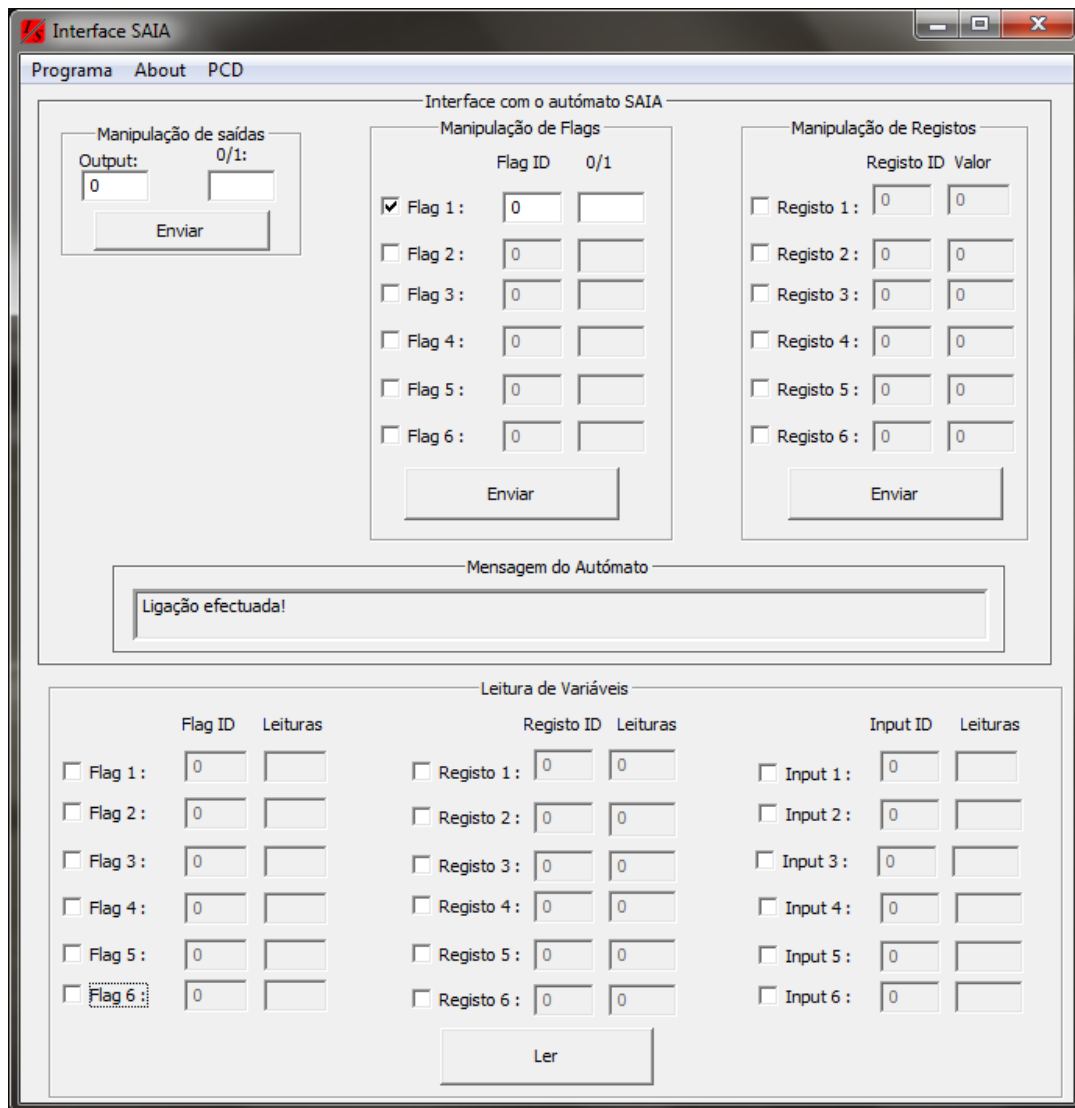 Interface SAIA
Programa About PCD
Interface com o autómato SAIA
Manipulação de saídas
Output: 0/1:
0
Enviar
Manipulação de Flags
Flag ID 0/1
Flag 1 : 0
Flag 2 : 0
Flag 3 : 0
Flag 4 : 0
Flag 5 : 0
Flag 6 : 0
Enviar
Manipulação de Registos
Registo ID Valor
Registo 1 : 0 0
Registo 2 : 0 0
Registo 3 : 0 0
Registo 4 : 0 0
Registo 5 : 0 0
Registo 6 : 0 0
Enviar
Mensagem do Autómato
Ligação efectuada!
Leitura de Variáveis
Flag ID Leituras
Flag 1 : 0
Flag 2 : 0
Flag 3 : 0
Flag 4 : 0
Flag 5 : 0
Flag 6 : 0
Registo ID Leituras
Registo 1 : 0 0
Registo 2 : 0 0
Registo 3 : 0 0
Registo 4 : 0 0
Registo 5 : 0 0
Registo 6 : 0 0
Input ID Leituras
Input 1 : 0
Input 2 : 0
Input 3 : 0
Input 4 : 0
Input 5 : 0
Input 6 : 0
Ler